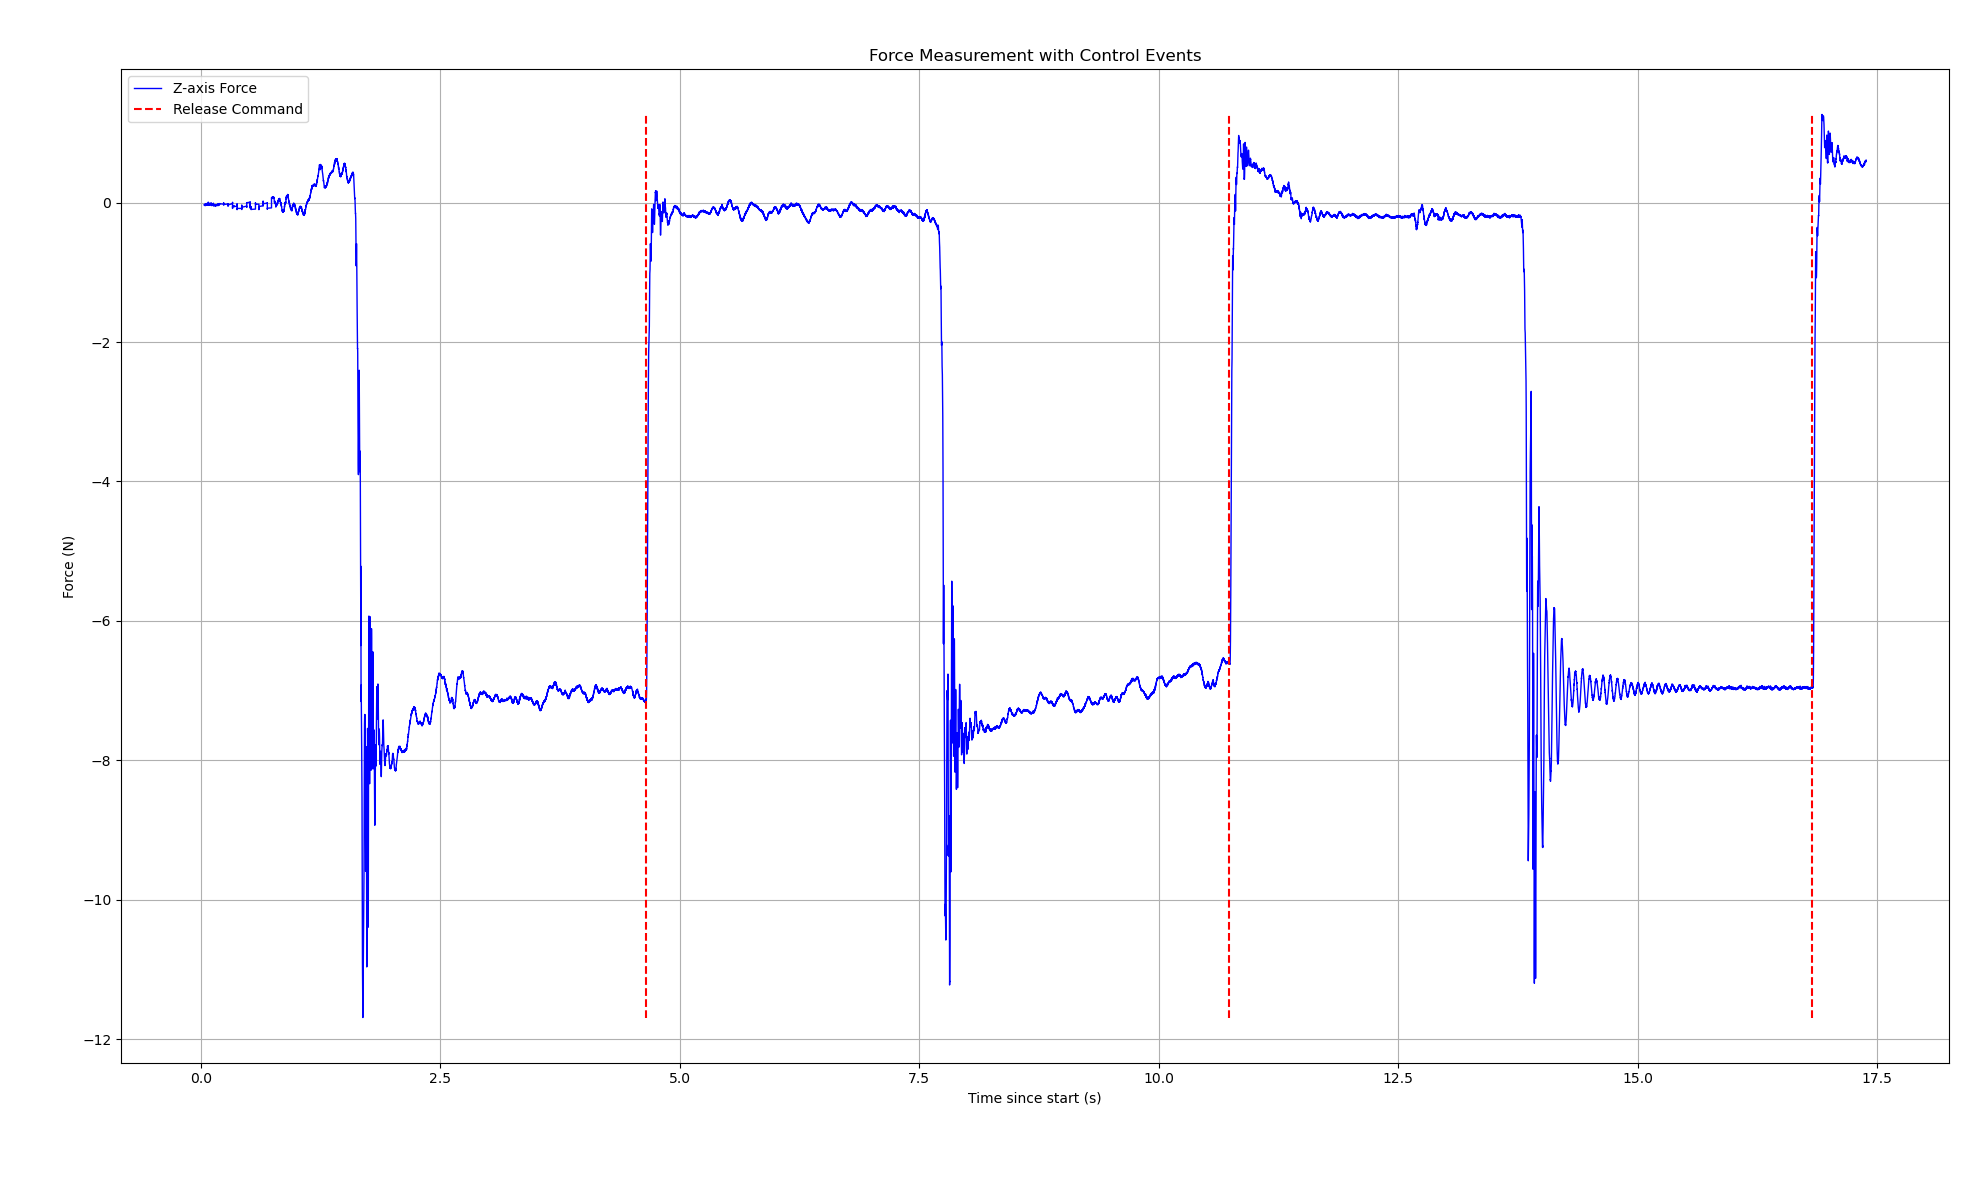 Force Measurement with Control Events
Z-axis Force
Release Command
Force (N)
0
−2
−4
−6
−8
−10
−12
0.0 2.5 5.0 7.5 10.0 12.5 15.0 17.5
Time since start (s)